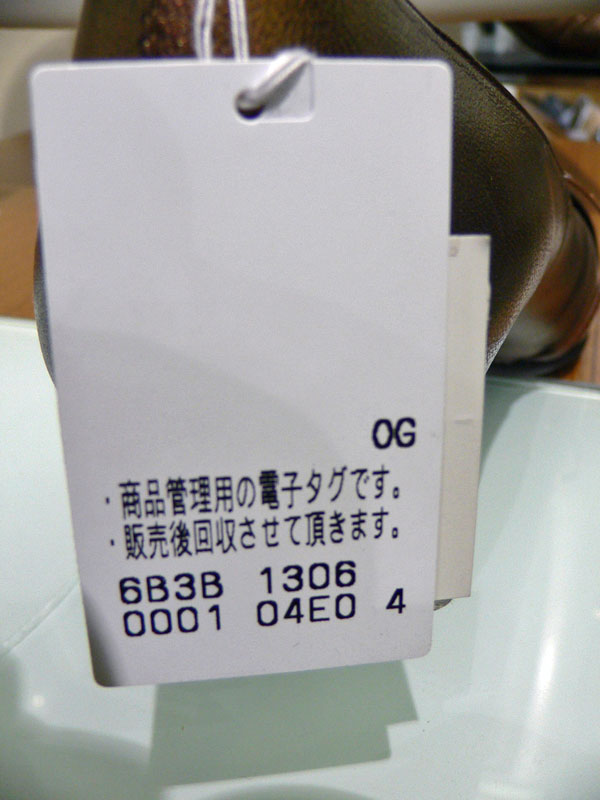 OG
・商品管理用の電子タグです。
・販売後回収させて頂きます。
6B3B 1306
0001 04E0 4